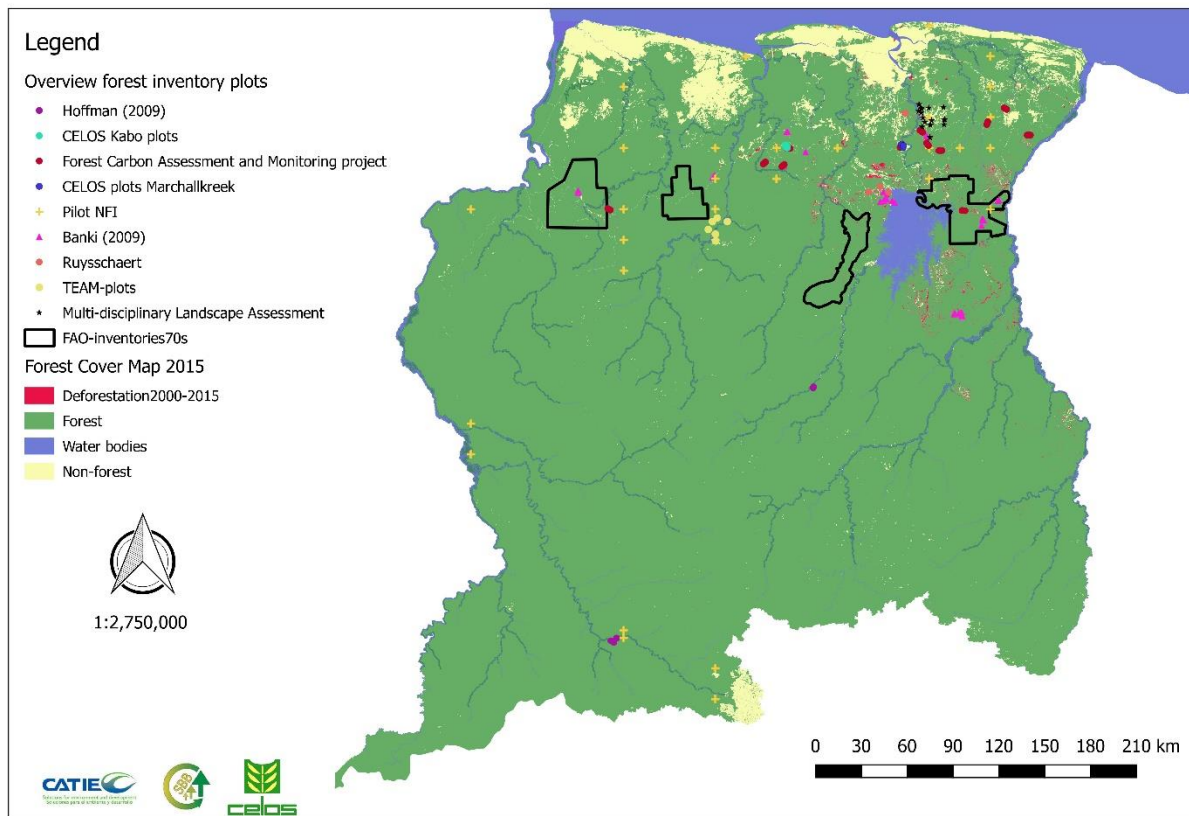 Legend
Overview forest inventory plots
Hoffman (2009)
CELOS Kabo plots
Forest Carbon Assessment and Monitoring project
CELOS plots Marchallkreek
Pilot NFI
Banki (2009)
Ruysschaert
TEAM-plots
Multi-disciplinary Landscape Assessment
FAO-inventories70s
Forest Cover Map 2015
Deforestation2000-2015
Forest
Water bodies
Non-forest
1:2,750,000
0 30 60 90 120 150 180 210 km
CATIE
SBB
celos